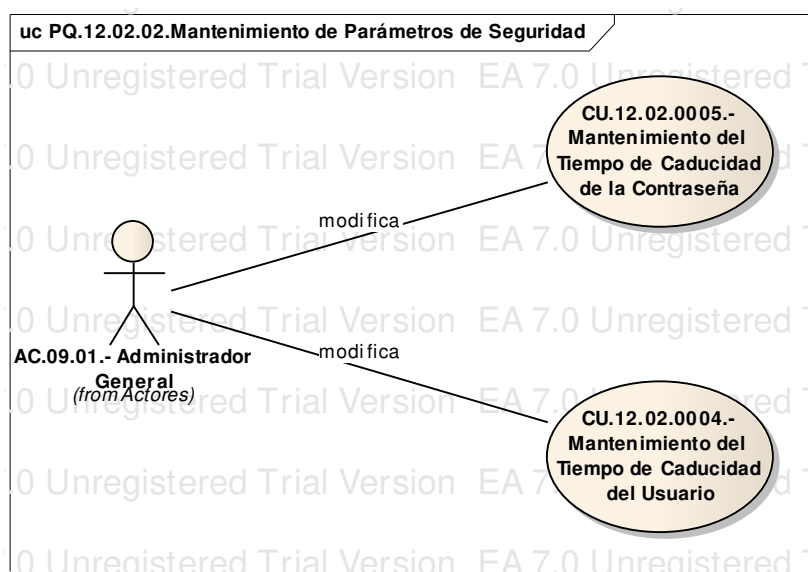 uc PQ.12.02.02.Mantenimiento de Parámetros de Seguridad
.0 Unregistered Trial Version EA 7.0 Unregistered
CU.12.02.0005.-
Mantenimiento del
Tiempo de Caducidad
de la Contraseña
.0 Unregistered Trial Version EA 7
modifica
.0 Unregistered Trial Version EA 7.0 Unregistered
.0 Unregistered Trial Version EA 7.0 Unregistered
modifica
AC.09.01.- Administrador
General
(from Actores)
.0 Unregistered Trial Version EA 7.0
CU.12.02.0004.-
Mantenimiento del
Tiempo de Caducidad
del Usuario
.0 Unregistered Trial Version EA 7
.0 Unregistered Trial Version EA 7.0 Unregistered